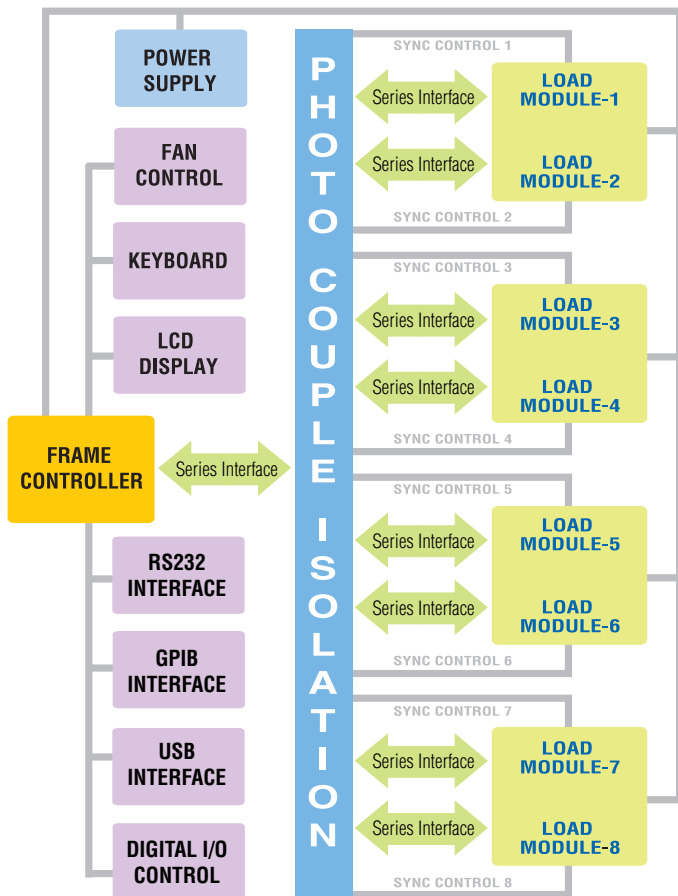 POWER
SUPPLY
FAN
CONTROL
KEYBOARD
LCD
DISPLAY
FRAME
CONTROLLER
Series Interface
RS232
INTERFACE
GPIB
INTERFACE
USB
INTERFACE
DIGITAL I/O
CONTROL
PHOTO COUPLE ISOLATION
SYNC CONTROL 1
Series Interface
LOAD
MODULE-1
Series Interface
LOAD
MODULE-2
SYNC CONTROL 2
SYNC CONTROL 3
Series Interface
LOAD
MODULE-3
Series Interface
LOAD
MODULE-4
SYNC CONTROL 4
SYNC CONTROL 5
Series Interface
LOAD
MODULE-5
Series Interface
LOAD
MODULE-6
SYNC CONTROL 6
SYNC CONTROL 7
Series Interface
LOAD
MODULE-7
Series Interface
LOAD
MODULE-8
SYNC CONTROL 8